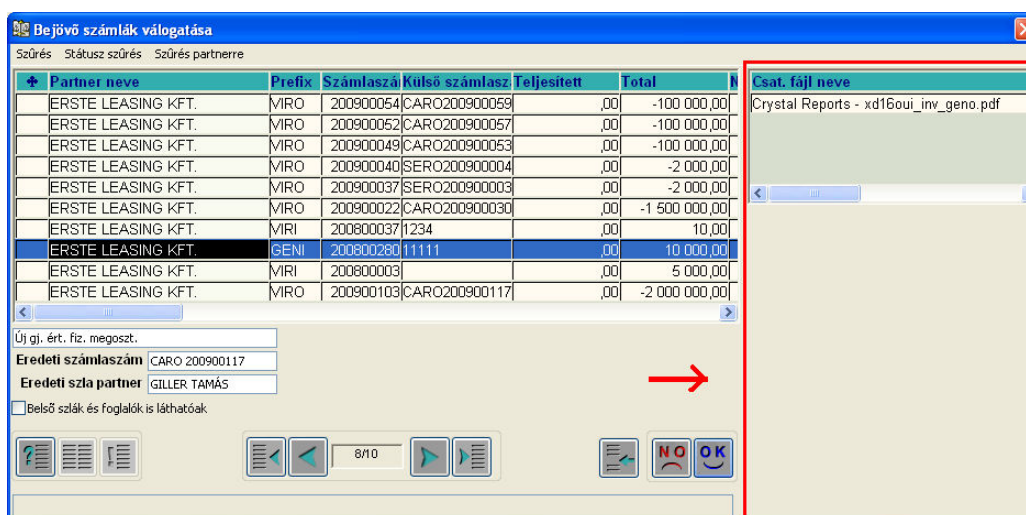 Bejövő számlák válogatása
Szűrés Státusz szűrés Szűrés partnerre
Partner neve Prefix Számlaszá Külső számlasz Teljesített Total N
ERSTE LEASING KFT. VIRO 200900054 CARO200900059 ,00 -100 000,00
ERSTE LEASING KFT. VIRO 200900052 CARO200900057 ,00 -100 000,00
ERSTE LEASING KFT. VIRO 200900049 CARO200900053 ,00 -100 000,00
ERSTE LEASING KFT. VIRO 200900040 SERO200900004 ,00 -2 000,00
ERSTE LEASING KFT. VIRO 200900037 SERO200900003 ,00 -2 000,00
ERSTE LEASING KFT. VIRO 200900022 CARO200900030 ,00 -1 500 000,00
ERSTE LEASING KFT. VIRI 200800037 1234 ,00 10,00
ERSTE LEASING KFT. GENI 200800280 11111 ,00 10 000,00
ERSTE LEASING KFT. VIRI 200800003 ,00 5 000,00
ERSTE LEASING KFT. VIRO 200900103 CARO200900117 ,00 -2 000 000,00
Csat. fájl neve
Crystal Reports - xd16oui_inv_geno.pdf
Új gj. ért. fiz. megoszt.
Eredeti számlaszám CARO 200900117
Eredeti szla partner GILLER TAMÁS
Belső szlák és foglalók is láthatóak
8/10
NO OK